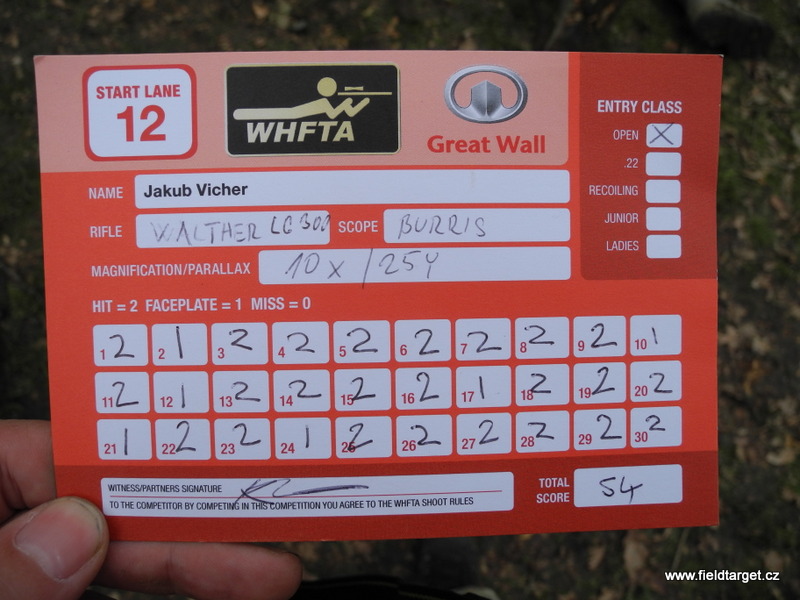 START LANE
12
WHFTA
Great Wall
ENTRY CLASS
OPEN X
.22
RECOILING
JUNIOR
LADIES
NAME Jakub Vicher
RIFLE WALTHER LG300 SCOPE BURRIS
MAGNIFICATION/PARALLAX 10x/25Y
HIT = 2 FACEPLATE = 1 MISS = 0
1 2 2 1 3 2 4 2 5 2 6 2 7 2 8 2 9 2 10 1
11 2 12 1 13 2 14 2 15 2 16 2 17 1 18 2 19 2 20 2
21 1 22 2 23 2 24 1 25 2 26 2 27 2 28 2 29 2 30 2
WITNESS/PARTNERS SIGNATURE
TO THE COMPETITOR BY COMPETING IN THIS COMPETITION YOU AGREE TO THE WHFTA SHOOT RULES
TOTAL
SCORE 54
www.fieldtarget.cz